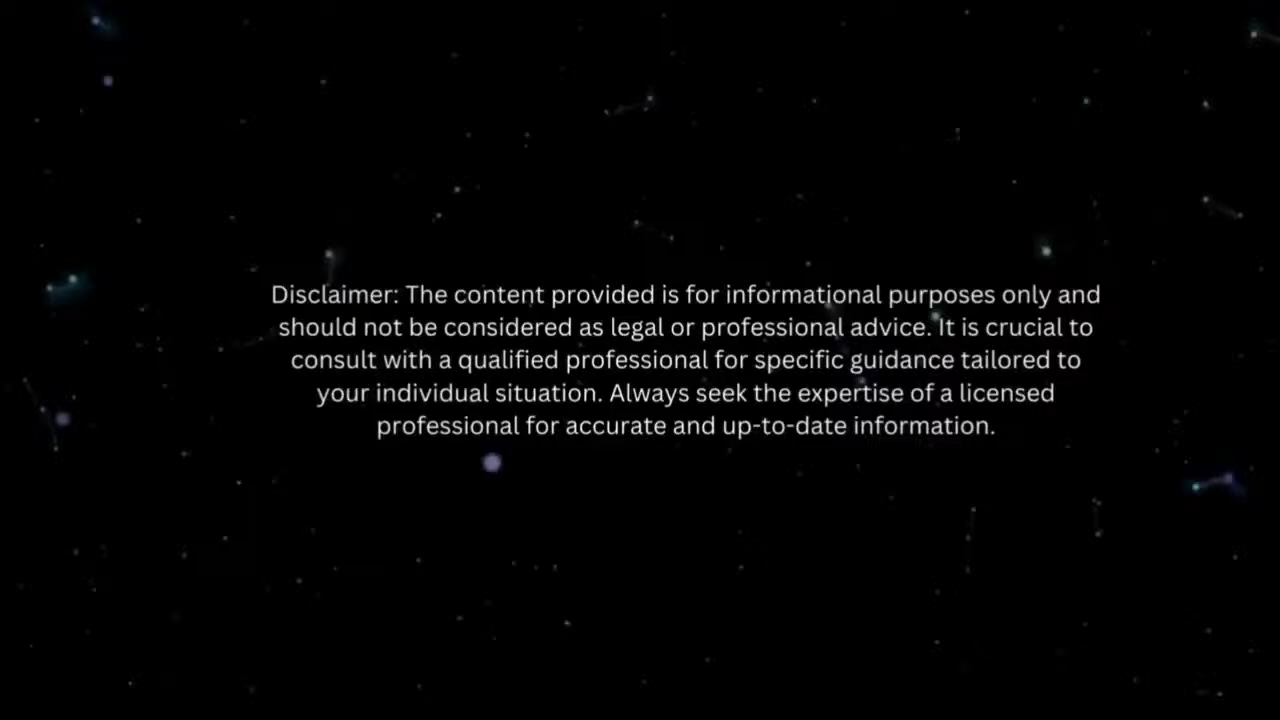 Disclaimer: The content provided is for informational purposes only and
should not be considered as legal or professional advice. It is crucial to
consult with a qualified professional for specific guidance tailored to
your individual situation. Always seek the expertise of a licensed
professional for accurate and up-to-date information.